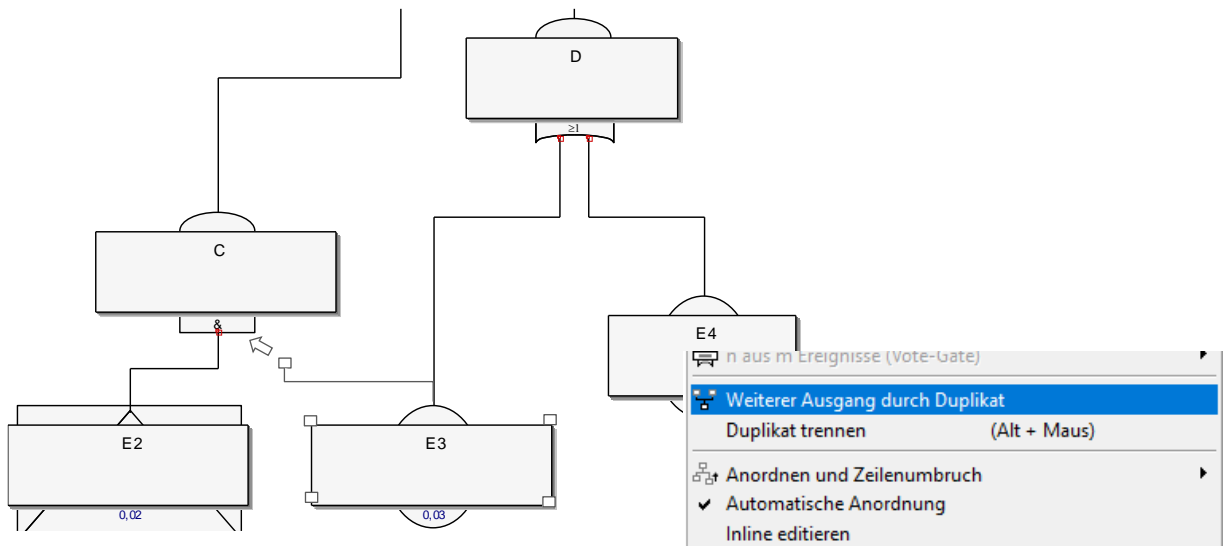 D
≥1
C
&
E4
E2
0,02
E3
0,03
n aus m Ereignisse (Vote-Gate)
Weiterer Ausgang durch Duplikat
Duplikat trennen (Alt + Maus)
Anordnen und Zeilenumbruch
Automatische Anordnung
Inline editieren